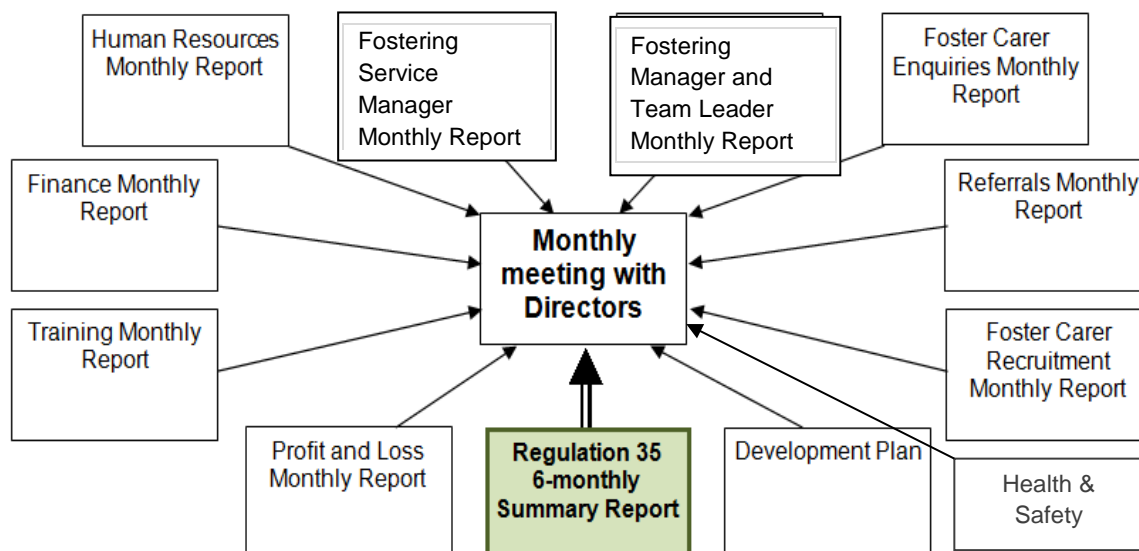 Human Resources
Monthly Report
Fostering
Service
Manager
Monthly Report
Fostering
Manager and
Team Leader
Monthly Report
Foster Carer
Enquiries Monthly
Report
Finance Monthly
Report
Monthly
meeting with
Directors
Referrals Monthly
Report
Training Monthly
Report
Foster Carer
Recruitment
Monthly Report
Profit and Loss
Monthly Report
Regulation 35
6-monthly
Summary Report
Development Plan
Health &
Safety